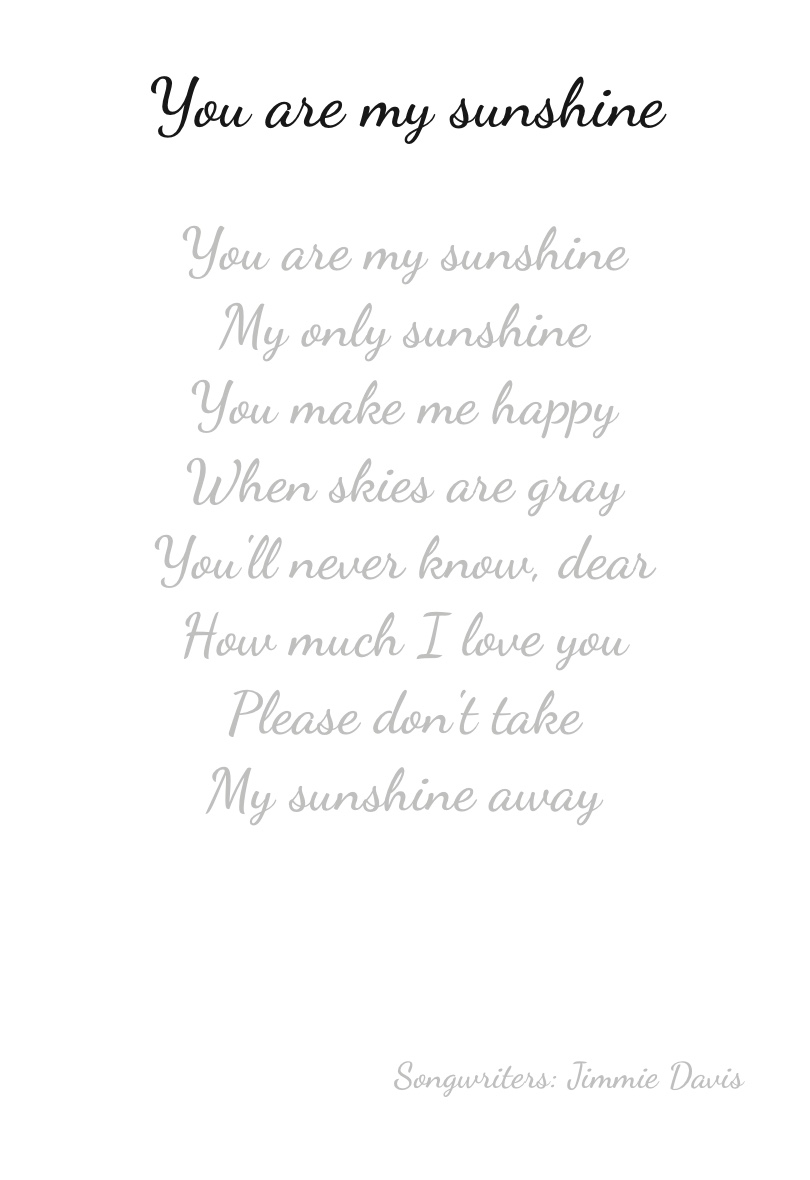 You are my sunshine
You are my sunshine
My only sunshine
You make me happy
When skies are gray
You'll never know, dear
How much I love you
Please don't take
My sunshine away
Songwriters: Jimmie Davis